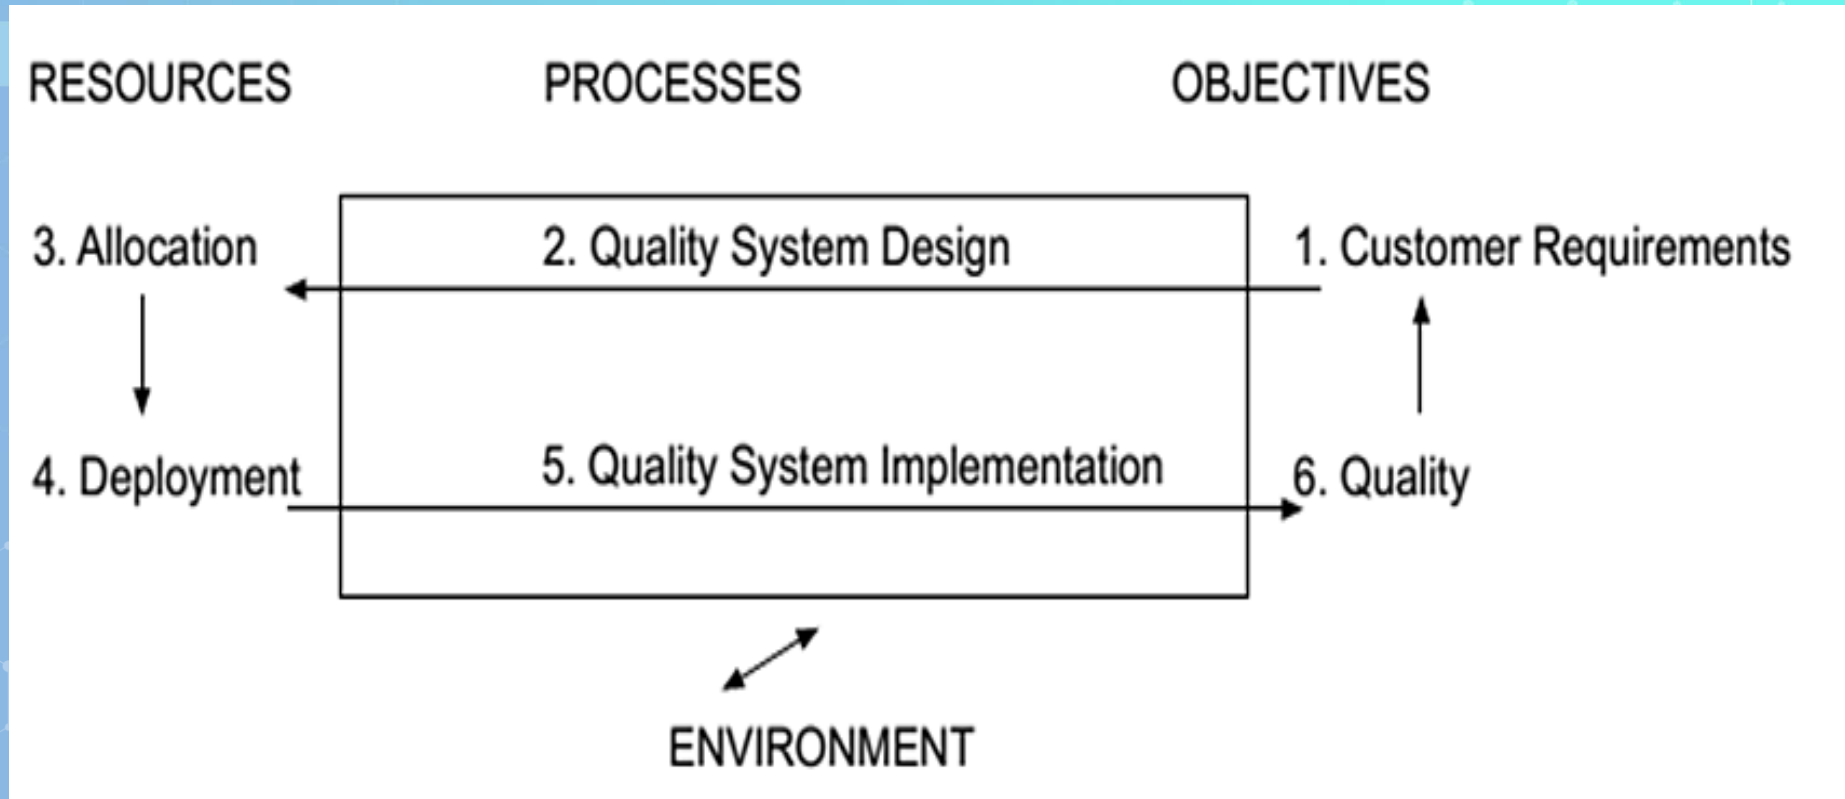 RESOURCES PROCESSES OBJECTIVES
3. Allocation 2. Quality System Design 1. Customer Requirements
4. Deployment 5. Quality System Implementation 6. Quality
ENVIRONMENT